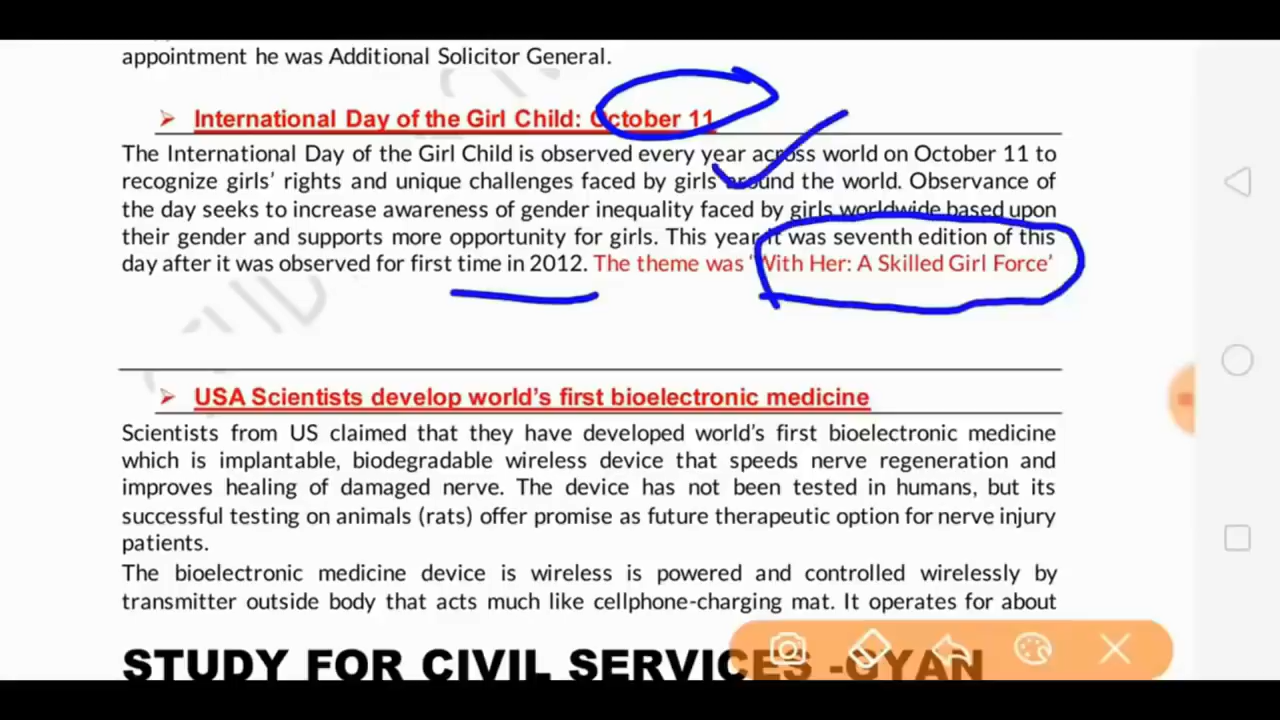 appointment he was Additional Solicitor General.
International Day of the Girl Child: October 11
The International Day of the Girl Child is observed every year across world on October 11 to
recognize girls' rights and unique challenges faced by girls around the world. Observance of
the day seeks to increase awareness of gender inequality faced by girls worldwide based upon
their gender and supports more opportunity for girls. This year it was seventh edition of this
day after it was observed for first time in 2012. The theme was 'With Her: A Skilled Girl Force'
USA Scientists develop world's first bioelectronic medicine
Scientists from US claimed that they have developed world's first bioelectronic medicine
which is implantable, biodegradable wireless device that speeds nerve regeneration and
improves healing of damaged nerve. The device has not been tested in humans, but its
successful testing on animals (rats) offer promise as future therapeutic option for nerve injury
patients.
The bioelectronic medicine device is wireless is powered and controlled wirelessly by
transmitter outside body that acts much like cellphone-charging mat. It operates for about
STUDY FOR CIVIL SERVICES -GYAN